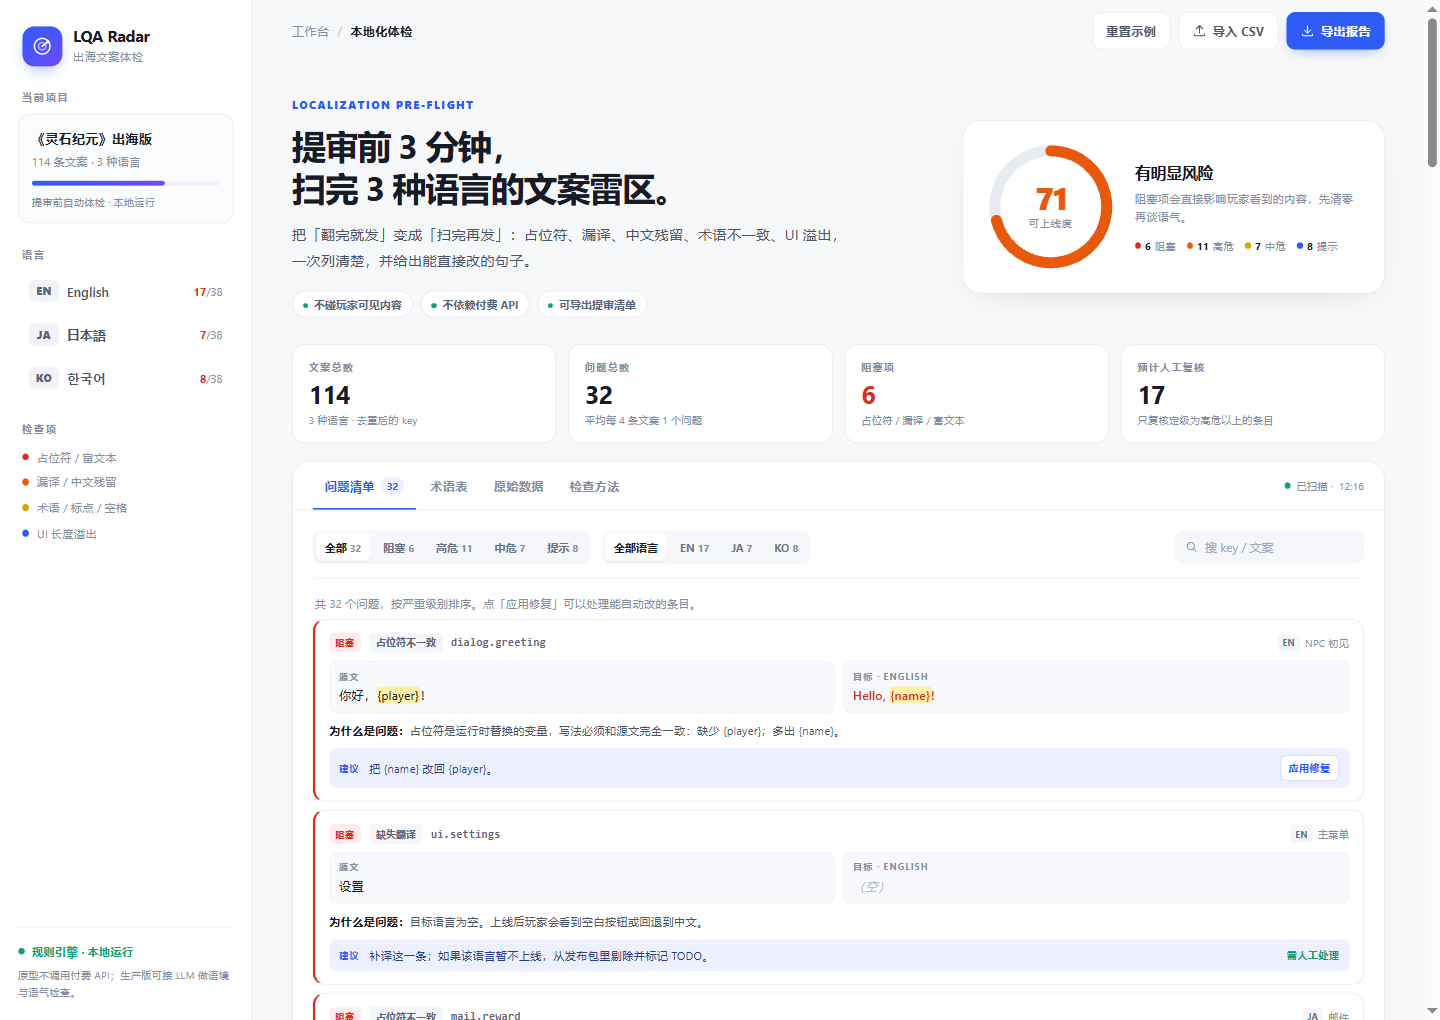 LQA Radar
出海文案体检
当前项目
《灵石纪元》出海版
114 条文案 · 3 种语言
提审前自动体检 · 本地运行
语言
EN English 17/38
JA 日本語 7/38
KO 한국어 8/38
检查项
占位符 / 富文本
漏译 / 中文残留
术语 / 标点 / 空格
UI 长度溢出
规则引擎 · 本地运行
原型不调用付费 API；生产版可接 LLM 做语境
与语气检查。
工作台 / 本地化体检
重置示例
导入 CSV
导出报告
LOCALIZATION PRE-FLIGHT
提审前 3 分钟，
扫完 3 种语言的文案雷区。
把「翻完就发」变成「扫完再发」：占位符、漏译、中文残留、术语不一致、UI 溢出，
一次列清楚，并给出能直接改的句子。
不碰玩家可见内容
不依赖付费 API
可导出提审清单
71
可上线度
有明显风险
阻塞项会直接影响玩家看到的内容，先清零
再谈语气。
6 阻塞 11 高危 7 中危 8 提示
文案总数
114
3 种语言 · 去重后的 key
问题总数
32
平均每 4 条文案 1 个问题
阻塞项
6
占位符 / 漏译 / 富文本
预计人工复核
17
只复核定级为高危以上的条目
问题清单 32
术语表
原始数据
检查方法
已扫描 · 12:16
全部 32 阻塞 6 高危 11 中危 7 提示 8
全部语言 EN 17 JA 7 KO 8
搜 key / 文案
共 32 个问题，按严重级别排序。点「应用修复」可以处理能自动改的条目。
阻塞 占位符不一致 dialog.greeting
EN NPC 初见
源文
你好，{player}！
目标 · ENGLISH
Hello, {name}!
为什么是问题：占位符是运行时替换的变量，写法必须和源文完全一致：缺少 {player}；多出 {name}。
建议 把 {name} 改回 {player}。
应用修复
阻塞 缺失翻译 ui.settings
EN 主菜单
源文
设置
目标 · ENGLISH
（空）
为什么是问题：目标语言为空。上线后玩家会看到空白按钮或回退到中文。
建议 补译这一条；如果该语言暂不上线，从发布包里剔除并标记 TODO。
需人工处理
阻塞 占位符不一致 mail.reward
JA 邮件